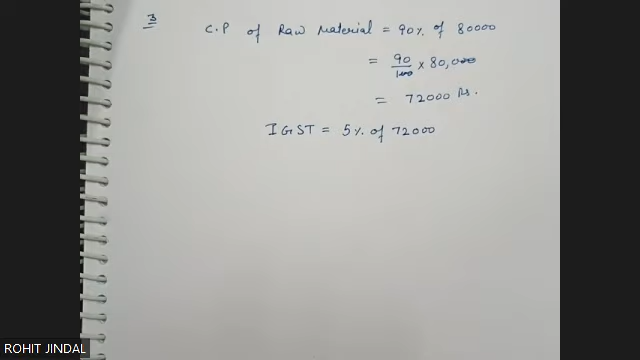 3
C.P of Raw Material = 90% of 80000
= 90/100 × 80,000
= 72000 Rs.
IGST = 5% of 72000
ROHIT JINDAL